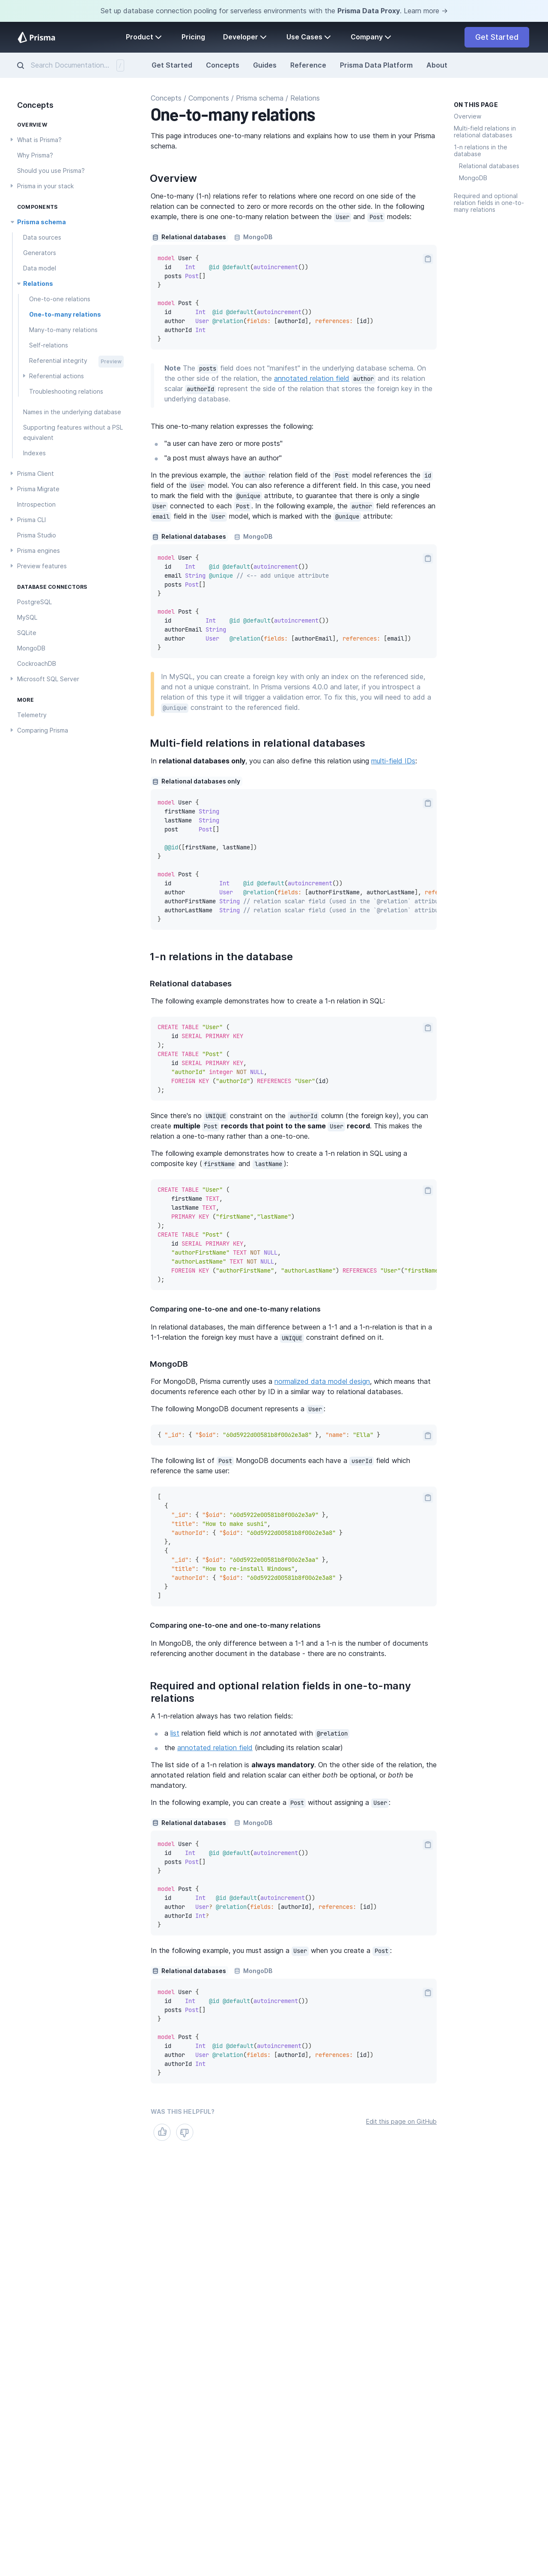 Set up database connection pooling for serverless environments with the Prisma Data Proxy. Learn more →
Prisma
Product
Pricing
Developer
Use Cases
Company
Get Started
Search Documentation... /
Get Started
Concepts
Guides
Reference
Prisma Data Platform
About
Concepts
OVERVIEW
What is Prisma?
Why Prisma?
Should you use Prisma?
Prisma in your stack
COMPONENTS
Prisma schema
Data sources
Generators
Data model
Relations
One-to-one relations
One-to-many relations
Many-to-many relations
Self-relations
Referential integrity Preview
Referential actions
Troubleshooting relations
Names in the underlying database
Supporting features without a PSL
equivalent
Indexes
Prisma Client
Prisma Migrate
Introspection
Prisma CLI
Prisma Studio
Prisma engines
Preview features
DATABASE CONNECTORS
PostgreSQL
MySQL
SQLite
MongoDB
CockroachDB
Microsoft SQL Server
MORE
Telemetry
Comparing Prisma
Concepts / Components / Prisma schema / Relations
One-to-many relations
This page introduces one-to-many relations and explains how to use them in your Prisma
schema.
Overview
One-to-many (1-n) relations refer to relations where one record on one side of the
relation can be connected to zero or more records on the other side. In the following
example, there is one one-to-many relation between the User and Post models:
Relational databases MongoDB
model User {
id    Int    @id @default(autoincrement())
posts Post[]
}
model Post {
id       Int  @id @default(autoincrement())
author   User @relation(fields: [authorId], references: [id])
authorId Int
}
Note The posts field does not "manifest" in the underlying database schema. On
the other side of the relation, the annotated relation field author and its relation
scalar authorId represent the side of the relation that stores the foreign key in the
underlying database.
This one-to-many relation expresses the following:
"a user can have zero or more posts"
"a post must always have an author"
In the previous example, the author relation field of the Post model references the id
field of the User model. You can also reference a different field. In this case, you need
to mark the field with the @unique attribute, to guarantee that there is only a single
User connected to each Post. In the following example, the author field references an
email field in the User model, which is marked with the @unique attribute:
Relational databases MongoDB
model User {
id    Int    @id @default(autoincrement())
email String @unique // <-- add unique attribute
posts Post[]
}
model Post {
id          Int    @id @default(autoincrement())
authorEmail String
author      User   @relation(fields: [authorEmail], references: [email])
}
In MySQL, you can create a foreign key with only an index on the referenced side,
and not a unique constraint. In Prisma versions 4.0.0 and later, if you introspect a
relation of this type it will trigger a validation error. To fix this, you will need to add a
@unique constraint to the referenced field.
Multi-field relations in relational databases
In relational databases only, you can also define this relation using multi-field IDs:
Relational databases only
model User {
firstName String
lastName  String
post      Post[]
@@id([firstName, lastName])
}
model Post {
id              Int    @id @default(autoincrement())
author          User   @relation(fields: [authorFirstName, authorLastName], refe
authorFirstName String // relation scalar field (used in the `@relation` attribu
authorLastName  String // relation scalar field (used in the `@relation` attribu
}
1-n relations in the database
Relational databases
The following example demonstrates how to create a 1-n relation in SQL:
CREATE TABLE "User" (
id SERIAL PRIMARY KEY
);
CREATE TABLE "Post" (
id SERIAL PRIMARY KEY,
"authorId" integer NOT NULL,
FOREIGN KEY ("authorId") REFERENCES "User"(id)
);
Since there's no UNIQUE constraint on the authorId column (the foreign key), you can
create multiple Post records that point to the same User record. This makes the
relation a one-to-many rather than a one-to-one.
The following example demonstrates how to create a 1-n relation in SQL using a
composite key (firstName and lastName):
CREATE TABLE "User" (
firstName TEXT,
lastName TEXT,
PRIMARY KEY ("firstName","lastName")
);
CREATE TABLE "Post" (
id SERIAL PRIMARY KEY,
"authorFirstName" TEXT NOT NULL,
"authorLastName" TEXT NOT NULL,
FOREIGN KEY ("authorFirstName", "authorLastName") REFERENCES "User"("firstName
);
Comparing one-to-one and one-to-many relations
In relational databases, the main difference between a 1-1 and a 1-n-relation is that in a
1-1-relation the foreign key must have a UNIQUE constraint defined on it.
MongoDB
For MongoDB, Prisma currently uses a normalized data model design, which means that
documents reference each other by ID in a similar way to relational databases.
The following MongoDB document represents a User:
{ "_id": { "$oid": "60d5922d00581b8f0062e3a8" }, "name": "Ella" }
The following list of Post MongoDB documents each have a userId field which
reference the same user:
[
{
"_id": { "$oid": "60d5922e00581b8f0062e3a9" },
"title": "How to make sushi",
"authorId": { "$oid": "60d5922d00581b8f0062e3a8" }
},
{
"_id": { "$oid": "60d5922e00581b8f0062e3aa" },
"title": "How to re-install Windows",
"authorId": { "$oid": "60d5922d00581b8f0062e3a8" }
}
]
Comparing one-to-one and one-to-many relations
In MongoDB, the only difference between a 1-1 and a 1-n is the number of documents
referencing another document in the database - there are no constraints.
Required and optional relation fields in one-to-many
relations
A 1-n-relation always has two relation fields:
a list relation field which is not annotated with @relation
the annotated relation field (including its relation scalar)
The list side of a 1-n relation is always mandatory. On the other side of the relation, the
annotated relation field and relation scalar can either both be optional, or both be
mandatory.
In the following example, you can create a Post without assigning a User:
Relational databases MongoDB
model User {
id    Int    @id @default(autoincrement())
posts Post[]
}
model Post {
id       Int   @id @default(autoincrement())
author   User? @relation(fields: [authorId], references: [id])
authorId Int?
}
In the following example, you must assign a User when you create a Post:
Relational databases MongoDB
model User {
id    Int    @id @default(autoincrement())
posts Post[]
}
model Post {
id       Int  @id @default(autoincrement())
author   User @relation(fields: [authorId], references: [id])
authorId Int
}
WAS THIS HELPFUL?
Edit this page on GitHub
ON THIS PAGE
Overview
Multi-field relations in
relational databases
1-n relations in the
database
Relational databases
MongoDB
Required and optional
relation fields in one-to-
many relations